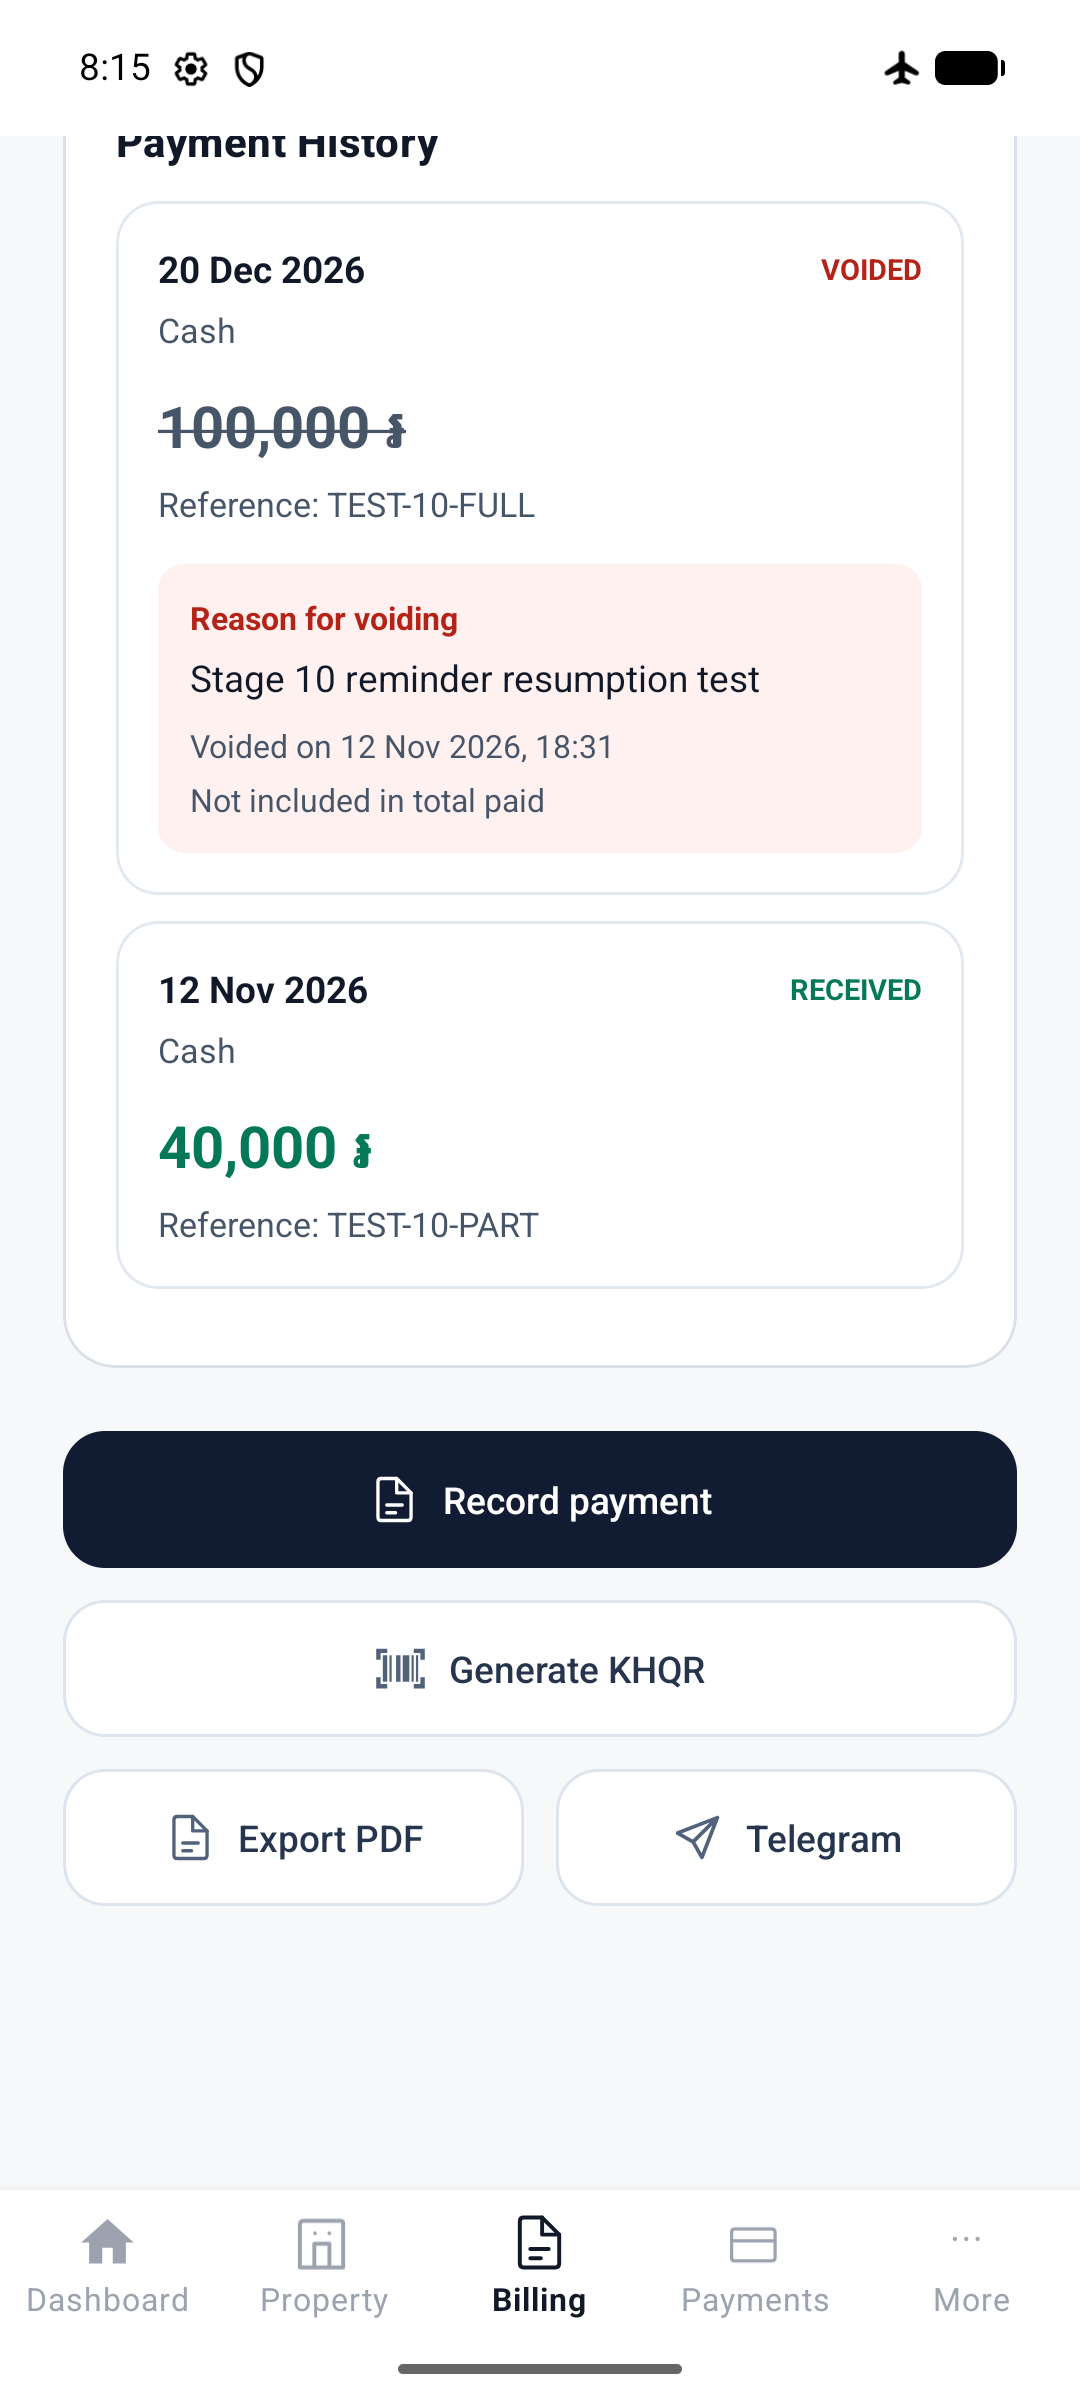 8:15
Payment History
20 Dec 2026
VOIDED
Cash
100,000 ៛
Reference: TEST-10-FULL
Reason for voiding
Stage 10 reminder resumption test
Voided on 12 Nov 2026, 18:31
Not included in total paid
12 Nov 2026
RECEIVED
Cash
40,000 ៛
Reference: TEST-10-PART
Record payment
Generate KHQR
Export PDF
Telegram
Dashboard
Property
Billing
Payments
More